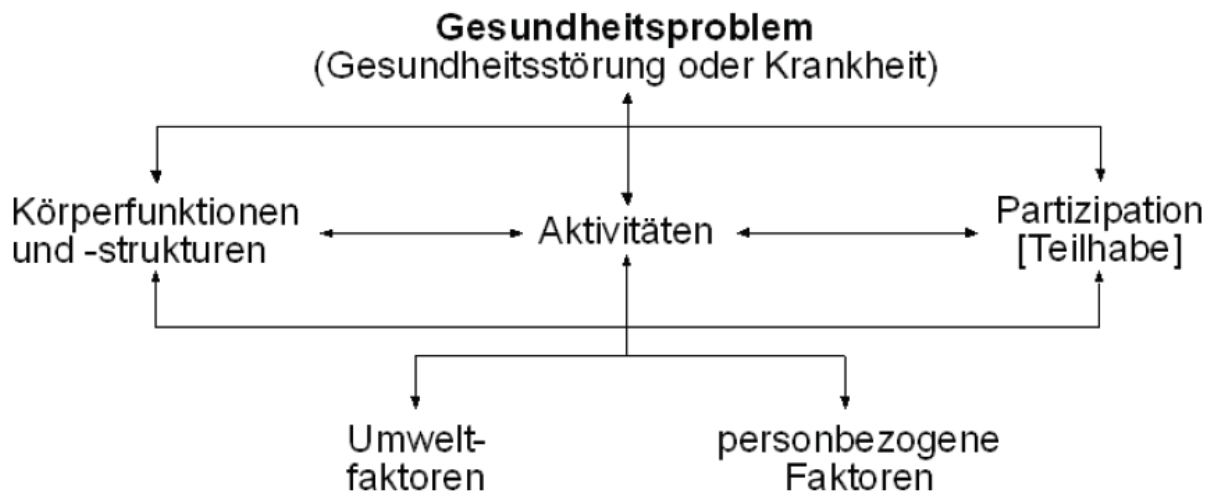 Gesundheitsproblem
(Gesundheitsstörung oder Krankheit)
Körperfunktionen
und -strukturen
Aktivitäten
Partizipation
[Teilhabe]
Umwelt-
faktoren
personbezogene
Faktoren